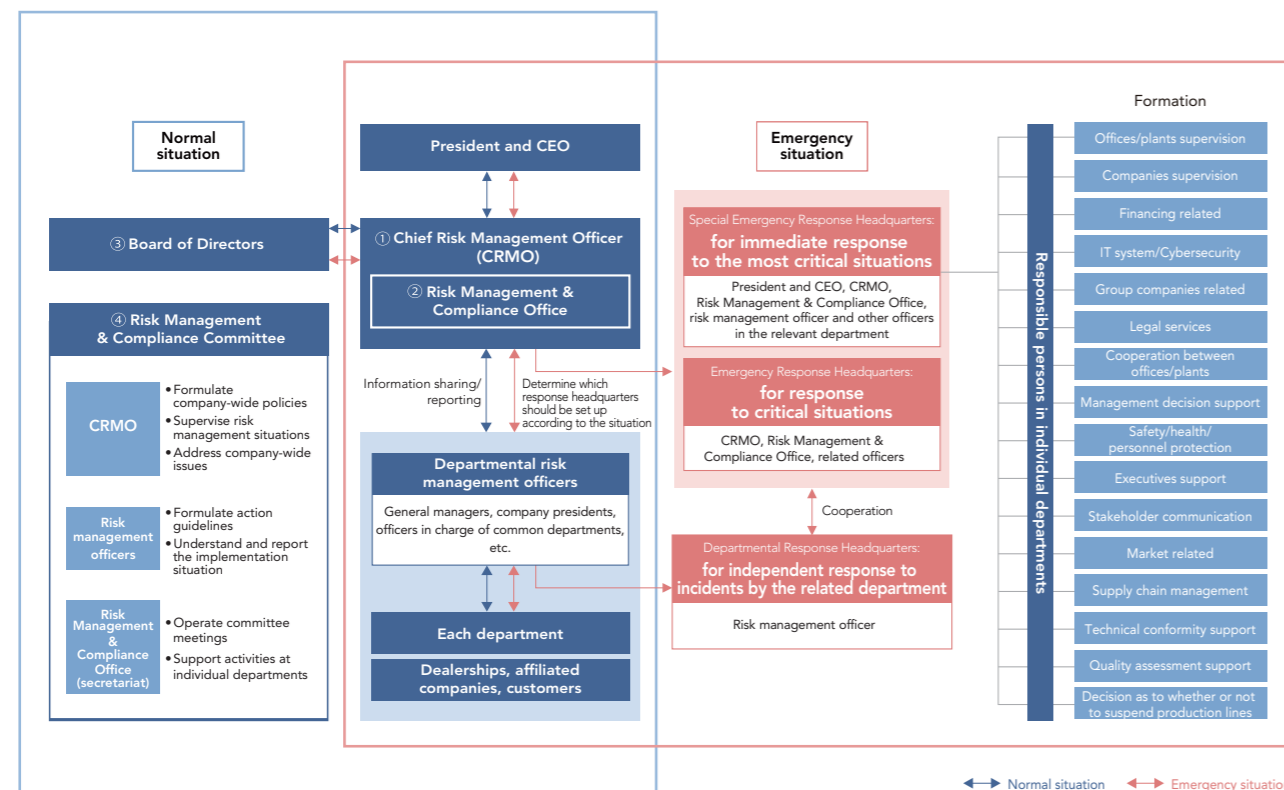 Normal
situation
③ Board of Directors
④ Risk Management
& Compliance Committee
CRMO
• Formulate
company-wide policies
• Supervise risk
management situations
• Address company-wide
issues
Risk
management
officers
• Formulate action
guidelines
• Understand and report
the implementation
situation
Risk
Management
&
Compliance
Office
(secretariat)
• Operate committee
meetings
• Support activities at
individual departments
President and CEO
① Chief Risk Management Officer
(CRMO)
② Risk Management &
Compliance Office
Information sharing/
reporting
Determine which
response headquarters
should be set up
according to the situation
Departmental risk
management officers
General managers, company presidents,
officers in charge of common departments,
etc.
Each department
Dealerships, affiliated
companies, customers
Emergency
situation
Special Emergency Response Headquarters:
for immediate response
to the most critical situations
President and CEO, CRMO,
Risk Management & Compliance Office,
risk management officer and other officers
in the relevant department
Emergency Response Headquarters:
for response
to critical situations
CRMO, Risk Management &
Compliance Office, related officers
Cooperation
Departmental Response Headquarters:
for independent response to
incidents by the related department
Risk management officer
Responsible persons in individual departments
Formation
Offices/plants supervision
Companies supervision
Financing related
IT system/Cybersecurity
Group companies related
Legal services
Cooperation between
offices/plants
Management decision support
Safety/health/
personnel protection
Executives support
Stakeholder communication
Market related
Supply chain management
Technical conformity support
Quality assessment support
Decision as to whether or not
to suspend production lines
Normal situation
Emergency situatio